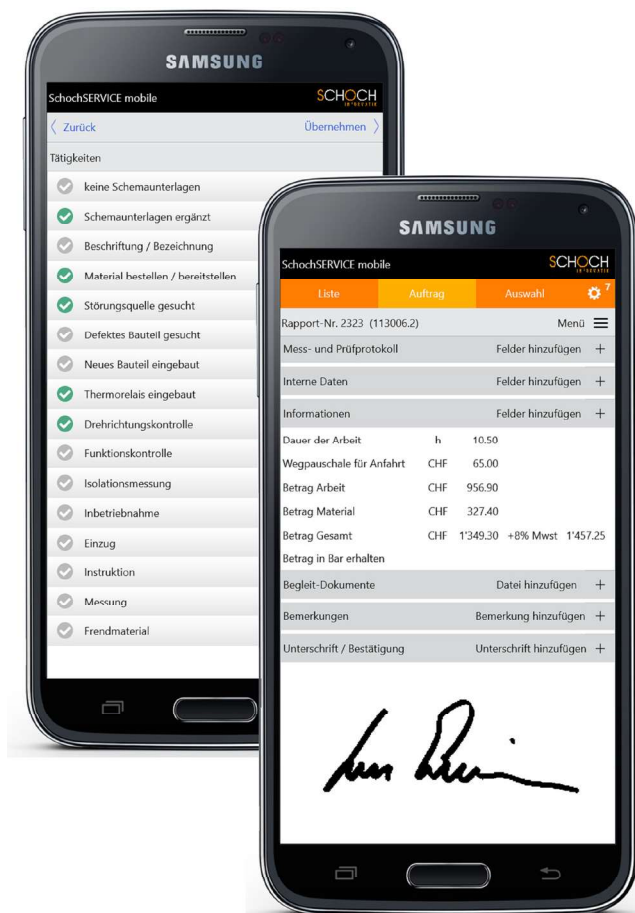 SAMSUNG
SchochSERVICE mobile SCHOCH
INFORMATIK
Zurück Übernehmen
Tätigkeiten
keine Schemaunterlagen
Schemaunterlagen ergänzt
Beschriftung / Bezeichnung
Material bestellen / bereitstellen
Störungsquelle gesucht
Defektes Bauteil gesucht
Neues Bauteil eingebaut
Thermorelais eingebaut
Drehrichtungskontrolle
Funktionskontrolle
Isolationsmessung
Inbetriebnahme
Einzug
Instruktion
Messung
Frendmaterial
SAMSUNG
SchochSERVICE mobile SCHOCH
INFORMATIK
Liste Auftrag Auswahl 7
Rapport-Nr. 2323 (113006.2) Menü
Mess- und Prüfprotokoll Felder hinzufügen +
Interne Daten Felder hinzufügen +
Informationen Felder hinzufügen +
Dauer der Arbeit h 10.50
Wegpauschale für Anfahrt CHF 65.00
Betrag Arbeit CHF 956.90
Betrag Material CHF 327.40
Betrag Gesamt CHF 1'349.30 +8% Mwst 1'457.25
Betrag in Bar erhalten
Begleit-Dokumente Datei hinzufügen +
Bemerkungen Bemerkung hinzufügen +
Unterschrift / Bestätigung Unterschrift hinzufügen +